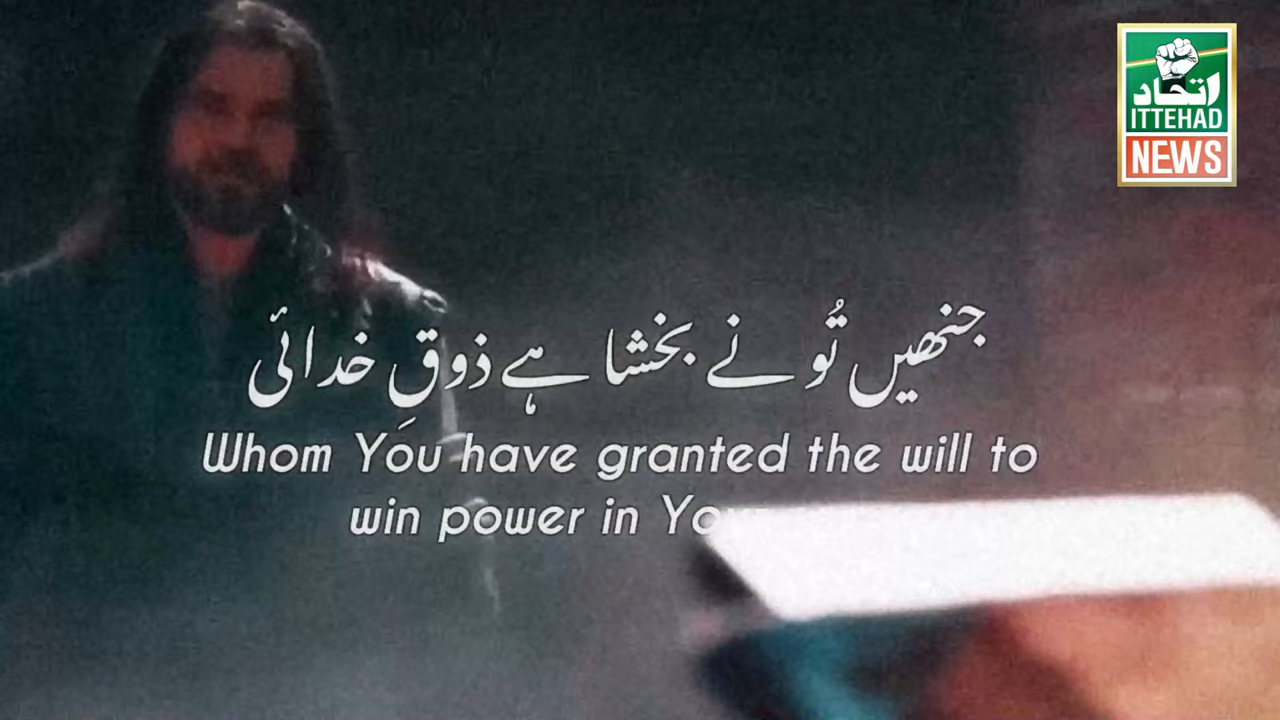 اتحاد
ITTEHAD
NEWS
جنھیں تُو نے بخشا ہے ذوقِ خدائی
Whom You have granted the will to
win power in